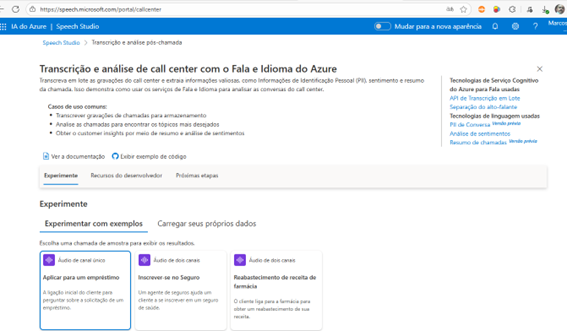 https://speech.microsoft.com/portal/callcenter
IA do Azure | Speech Studio
Mudar para a nova aparência
Marcos
Speech Studio > Transcrição e análise pós-chamada
Transcrição e análise de call center com o Fala e Idioma do Azure
Transcreva em lote as gravações do call center e extraia informações valiosas, como Informações de Identificação Pessoal (PII), sentimento e resumo
da chamada. Isso demonstra como usar os serviços de Fala e Idioma para analisar as conversas do call center.
Casos de uso comuns:
• Transcrever gravações de chamadas para armazenamento
• Analise as chamadas para encontrar os tópicos mais desejados
• Obter o customer insights por meio de resumo e análise de sentimentos
Tecnologias de Serviço Cognitivo
do Azure para Fala usadas
API de Transcrição em Lote
Separação do alto-falante
Tecnologias de linguagem usadas
PII de Conversa Versão prévia
Análise de sentimentos
Resumo de chamadas Versão prévia
Ver a documentação
Exibir exemplo de código
Experimente
Recursos do desenvolvedor
Próximas etapas
Experimente
Experimentar com exemplos
Carregar seus próprios dados
Escolha uma chamada de amostra para exibir os resultados.
Áudio de canal único
Aplicar para um empréstimo
A ligação inicial do cliente para
perguntar sobre a solicitação de um
empréstimo.
Áudio de dois canais
Inscrever-se no Seguro
Um agente de seguros ajuda um
cliente a se inscrever em um seguro
de saúde.
Áudio de dois canais
Reabastecimento de receita de
farmácia
O cliente liga para a farmácia para
obter um reabastecimento de sua
receita.